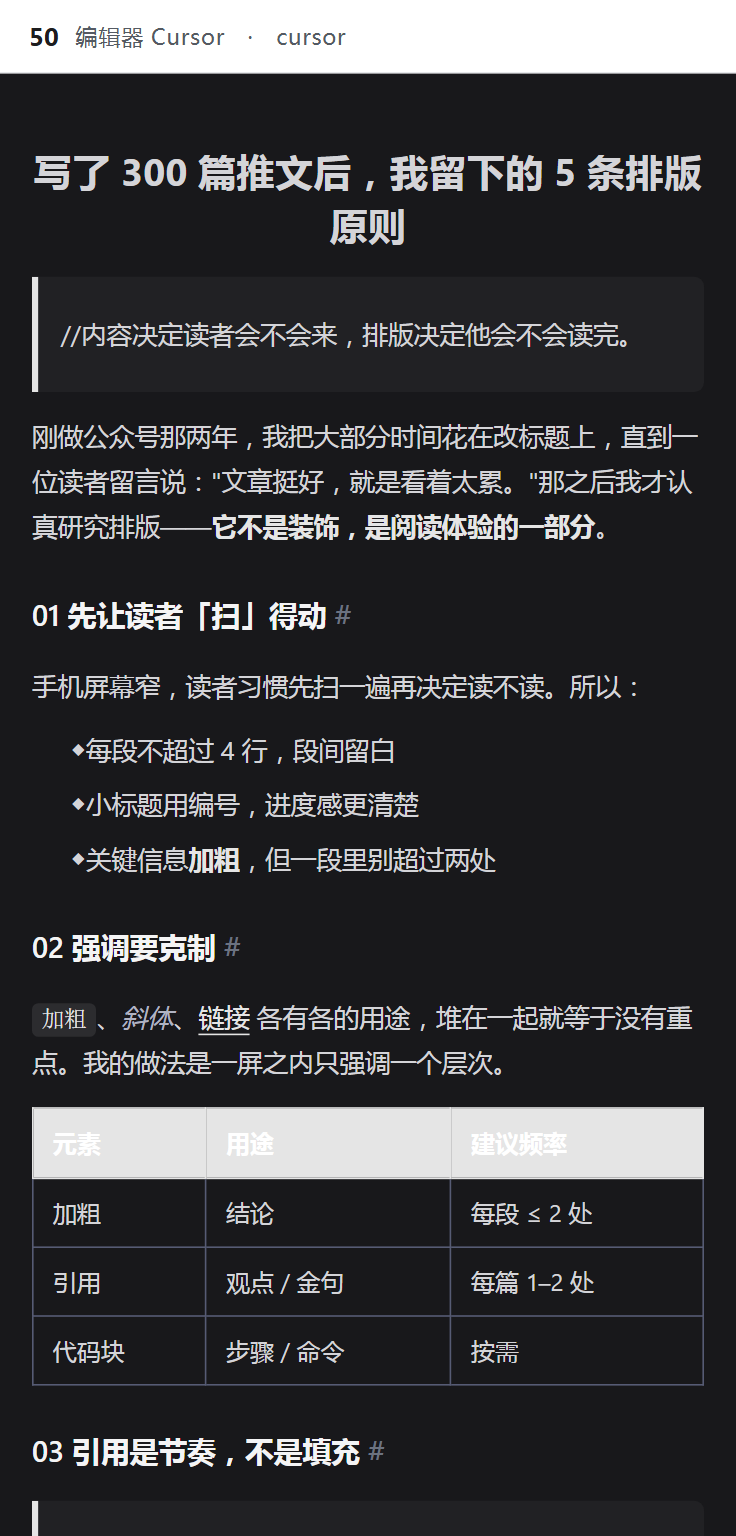 50 编辑器 Cursor · cursor
写了 300 篇推文后，我留下的 5 条排版
原则
//内容决定读者会不会来，排版决定他会不会读完。
刚做公众号那两年，我把大部分时间花在改标题上，直到一
位读者留言说："文章挺好，就是看着太累。"那之后我才认
真研究排版——它不是装饰，是阅读体验的一部分。
01 先让读者「扫」得动 #
手机屏幕窄，读者习惯先扫一遍再决定读不读。所以：
◆每段不超过 4 行，段间留白
◆小标题用编号，进度感更清楚
◆关键信息加粗，但一段里别超过两处
02 强调要克制 #
加粗、斜体、链接 各有各的用途，堆在一起就等于没有重
点。我的做法是一屏之内只强调一个层次。
元素 用途 建议频率
加粗 结论 每段 ≤ 2 处
引用 观点 / 金句 每篇 1–2 处
代码块 步骤 / 命令 按需
03 引用是节奏，不是填充 #